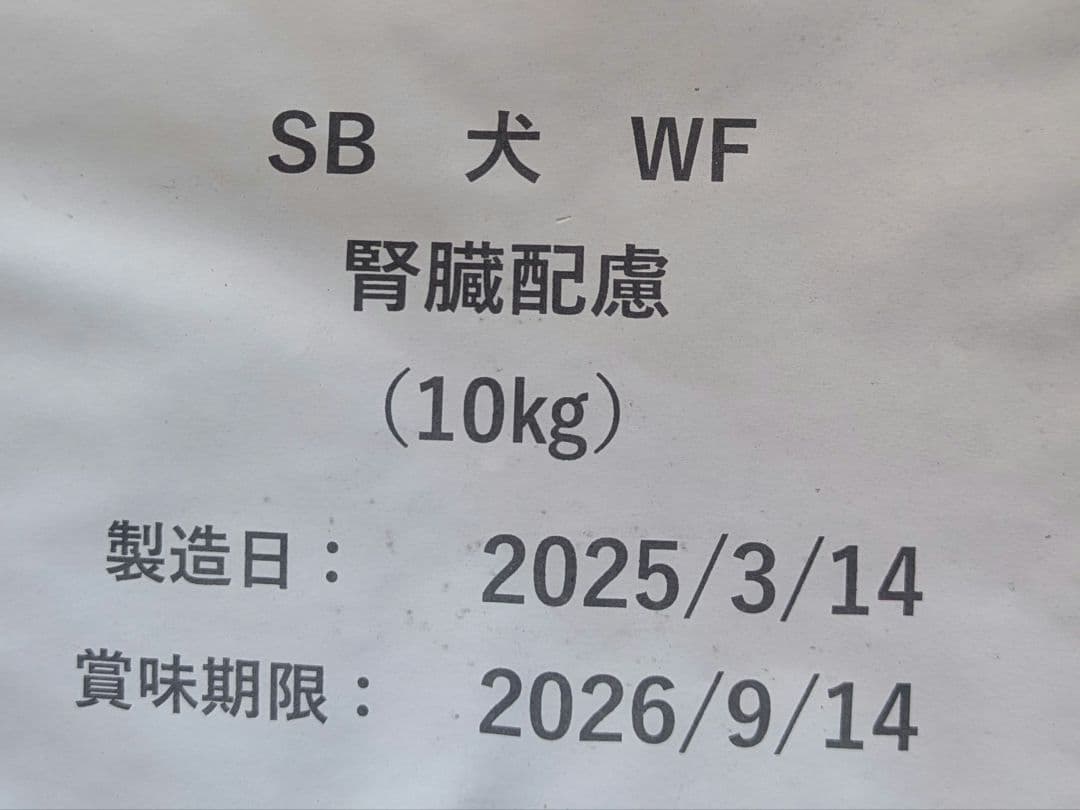 SB 犬 WF
腎臓配慮
（10kg）
製造日： 2025/3/14
賞味期限： 2026/9/14